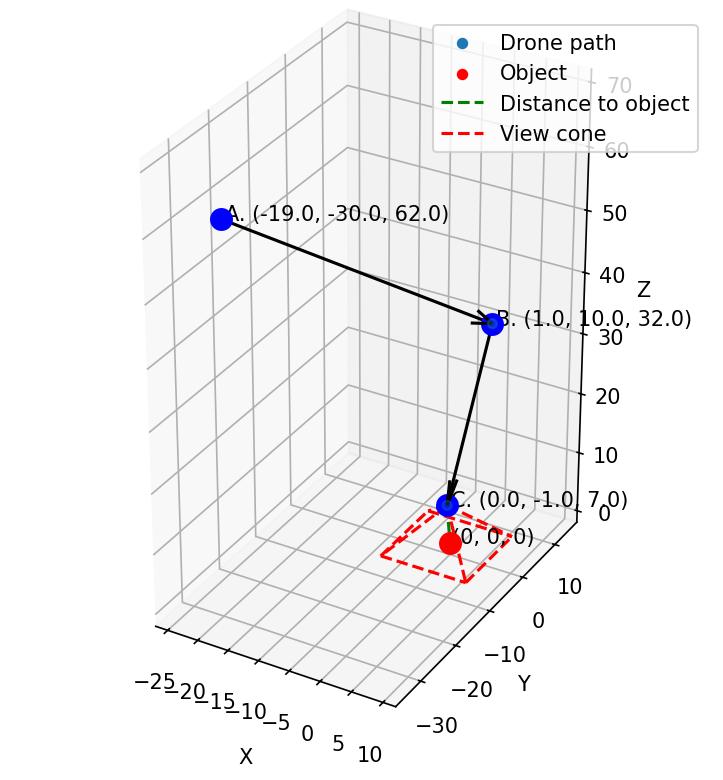 Drone path
Object
Distance to object
View cone
A. (-19.0, -30.0, 62.0)
B. (1.0, 10.0, 32.0)
C. (0.0, -1.0, 7.0)
(0, 0, 0)
70
60
50
40
30
20
10
0
Z
10
0
−10
−20
−30
Y
−25
−20
−15
−10
−5
0
5
10
X